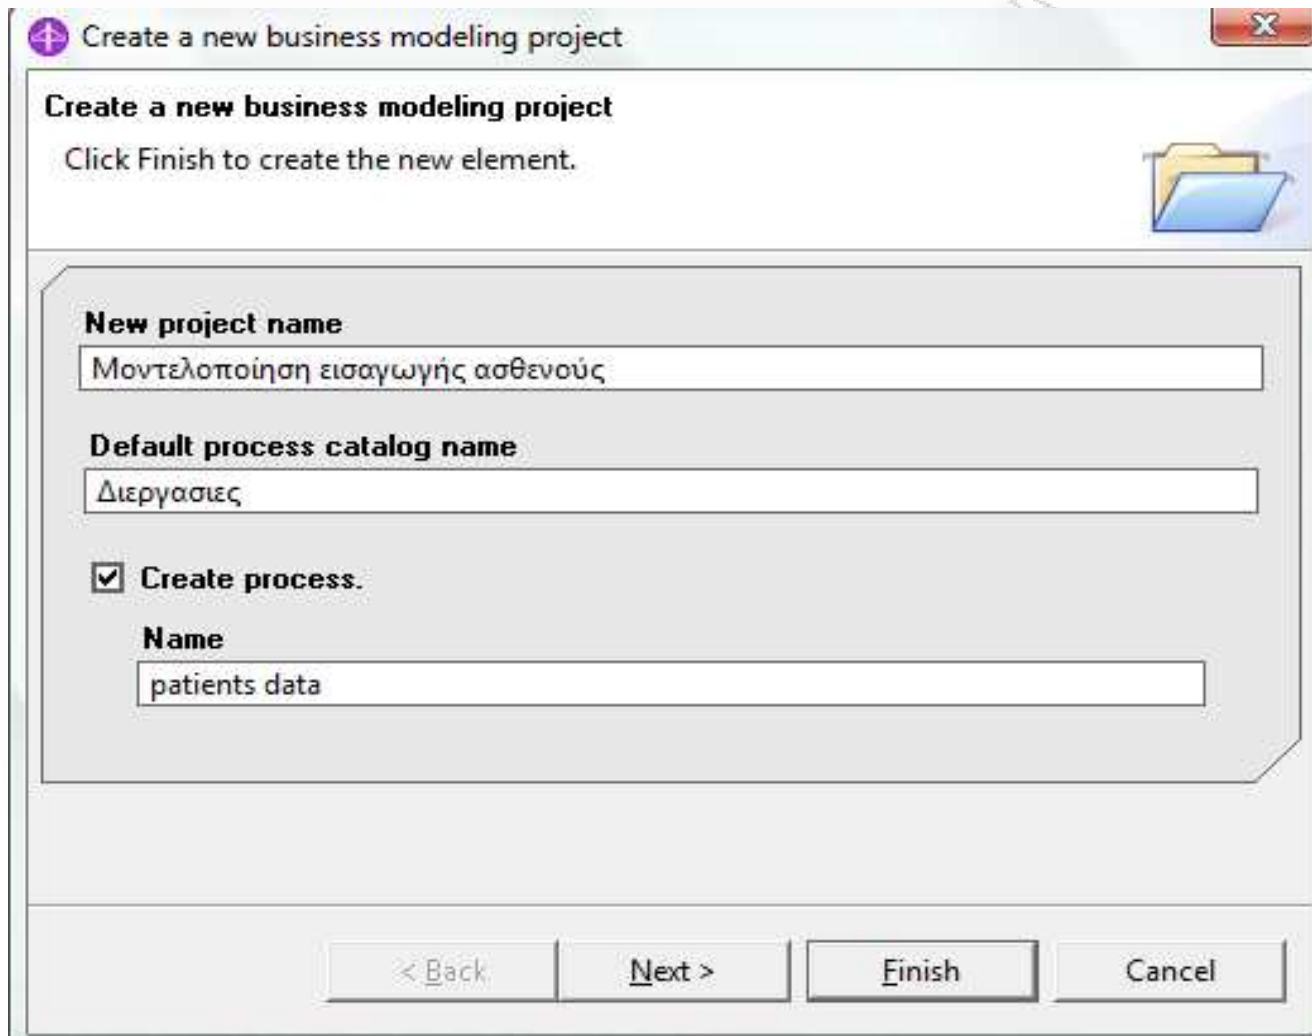 Create a new business modeling project
Create a new business modeling project
Click Finish to create the new element.
New project name
Μοντελοποίηση εισαγωγής ασθενούς
Default process catalog name
Διεργασιες
Create process.
Name
patients data
< Back
Next >
Finish
Cancel